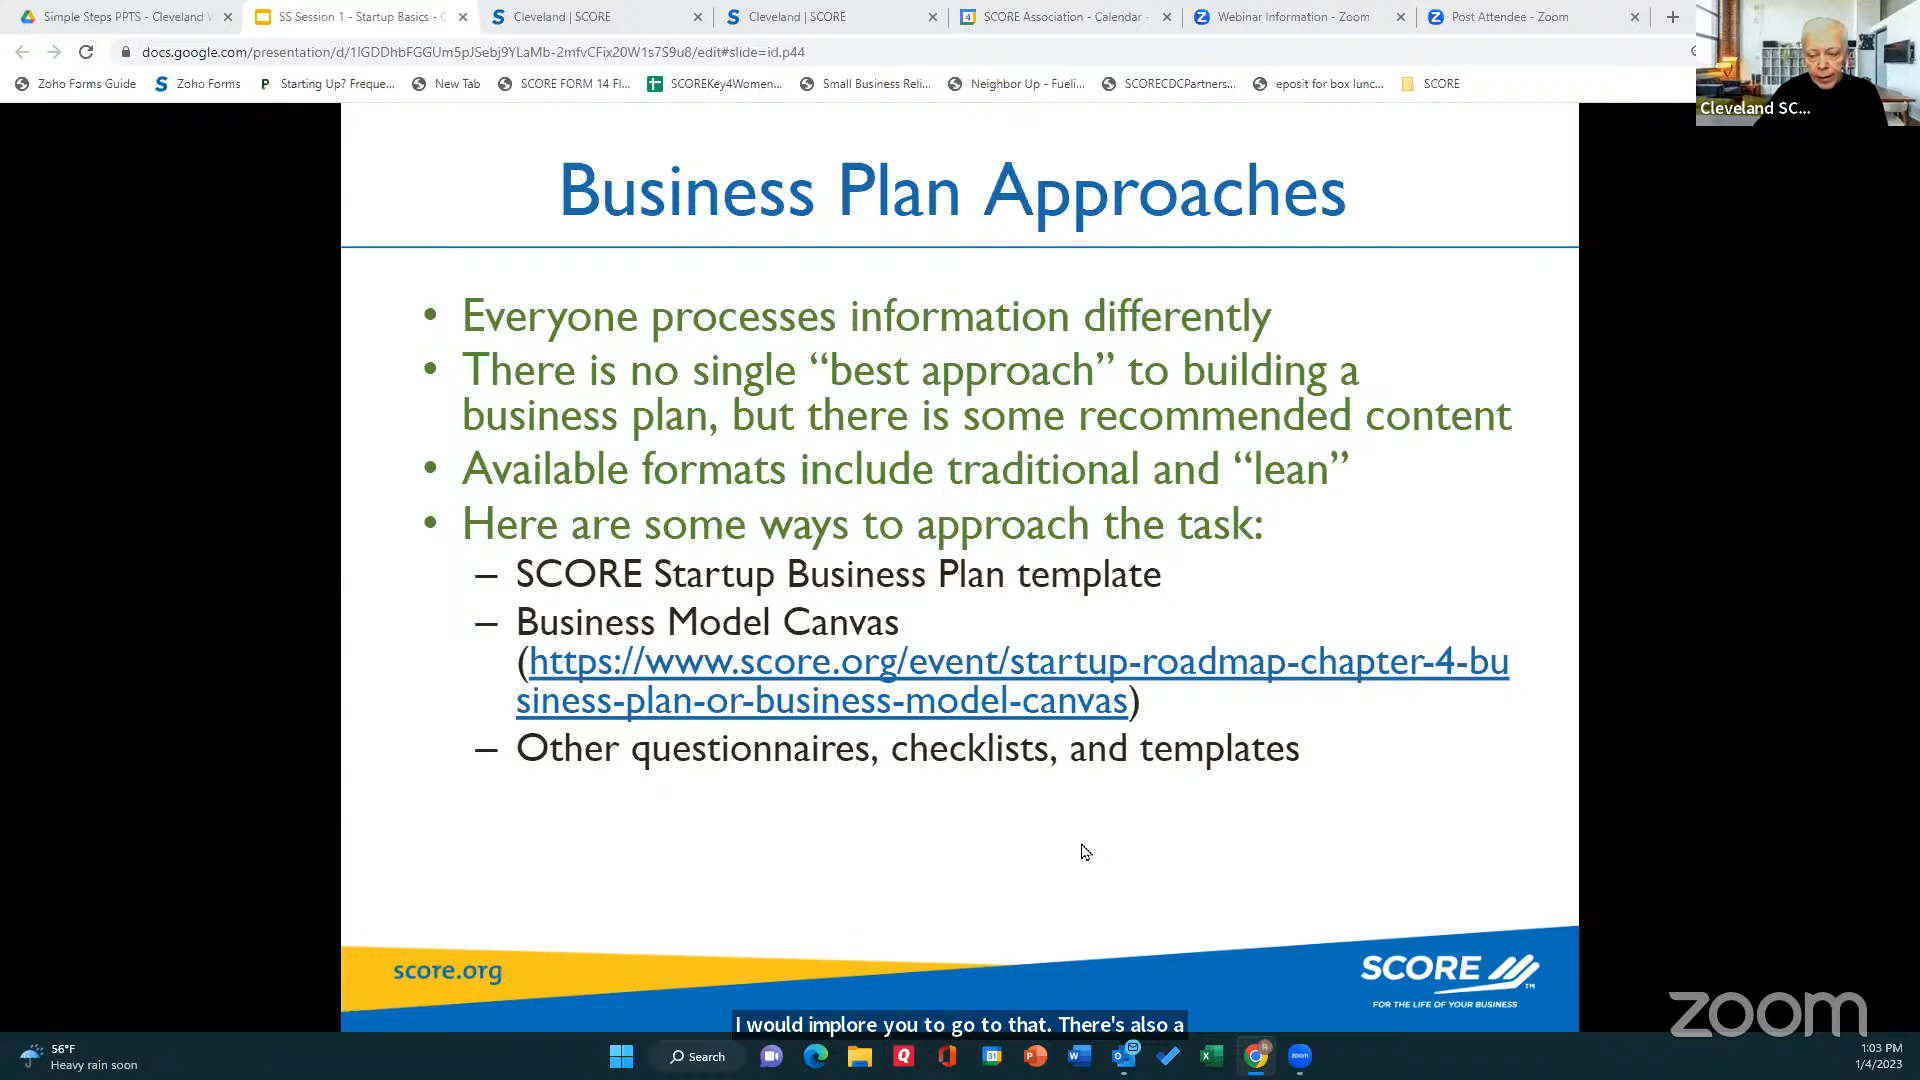 Simple Steps PPTS - Cleveland
SS Session 1 - Startup Basics -
Cleveland | SCORE
Cleveland | SCORE
SCORE Association - Calendar
Webinar Information - Zoom
Post Attendee - Zoom
docs.google.com/presentation/d/1IGDDhbFGGUm5pJSebj9YLaMb-2mfvCFix20W1s7S9u8/edit#slide=id.p44
Zoho Forms Guide
Zoho Forms
Starting Up? Freque...
New Tab
SCORE FORM 14 Fl...
SCOREKey4Women...
Small Business Reli...
Neighbor Up - Fueli...
SCORECDCPartners...
eposit for box lunc...
SCORE
Cleveland SC...
Business Plan Approaches
• Everyone processes information differently
• There is no single “best approach” to building a
business plan, but there is some recommended content
• Available formats include traditional and “lean”
• Here are some ways to approach the task:
– SCORE Startup Business Plan template
– Business Model Canvas
(https://www.score.org/event/startup-roadmap-chapter-4-bu
siness-plan-or-business-model-canvas)
– Other questionnaires, checklists, and templates
score.org
SCORE
TM
FOR THE LIFE OF YOUR BUSINESS
zoom
I would implore you to go to that. There's also a
56°F
Heavy rain soon
Search
31
zoom
1:03 PM
1/4/2023